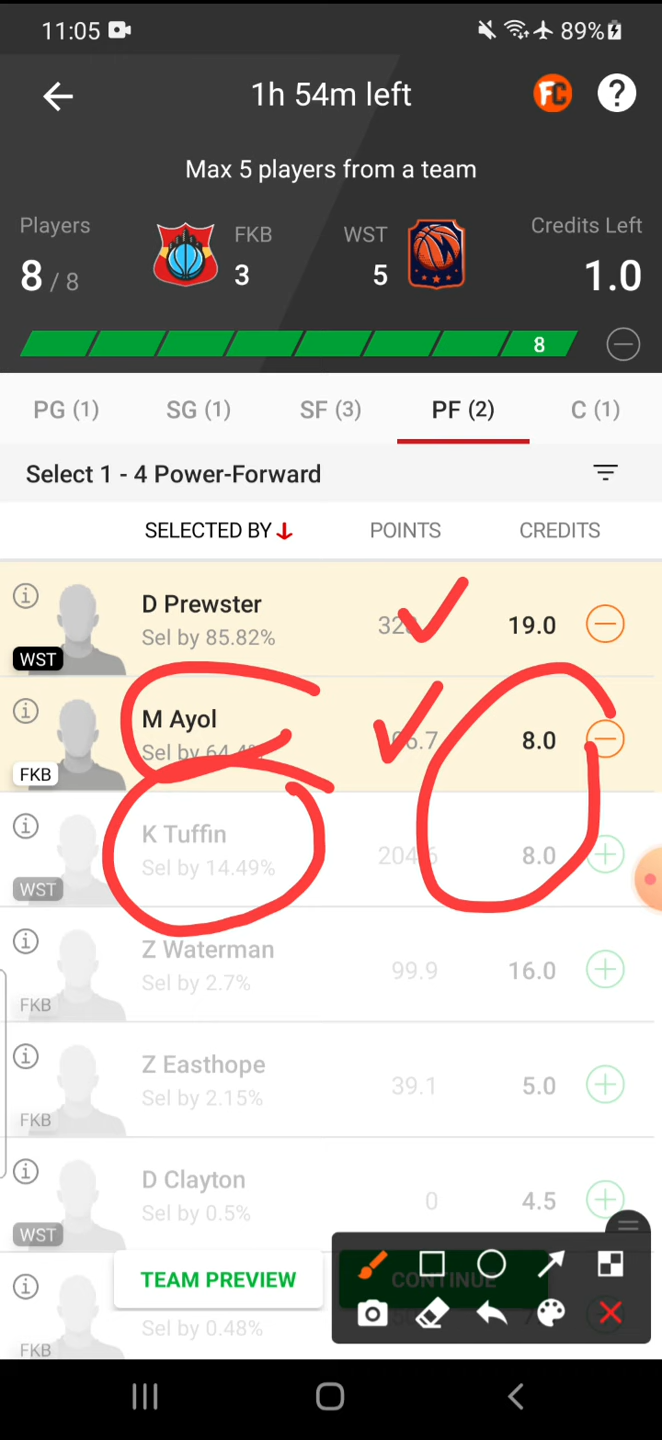 11:05 89%
1h 54m left FC ?
Max 5 players from a team
Players FKB WST Credits Left
8 / 8 3 5 1.0
8
PG (1) SG (1) SF (3) PF (2) C (1)
Select 1 - 4 Power-Forward
SELECTED BY POINTS CREDITS
D Prewster
Sel by 85.82% 19.0
WST
M Ayol
Sel by 8.0
FKB
K Tuffin
Sel by 14.49% 8.0
WST
Z Waterman
Sel by 2.7% 99.9 16.0
FKB
Z Easthope
Sel by 2.15% 39.1 5.0
FKB
D Clayton
Sel by 0.5% 0 4.5
WST
TEAM PREVIEW CONTINUE
Sel by 0.48%
FKB